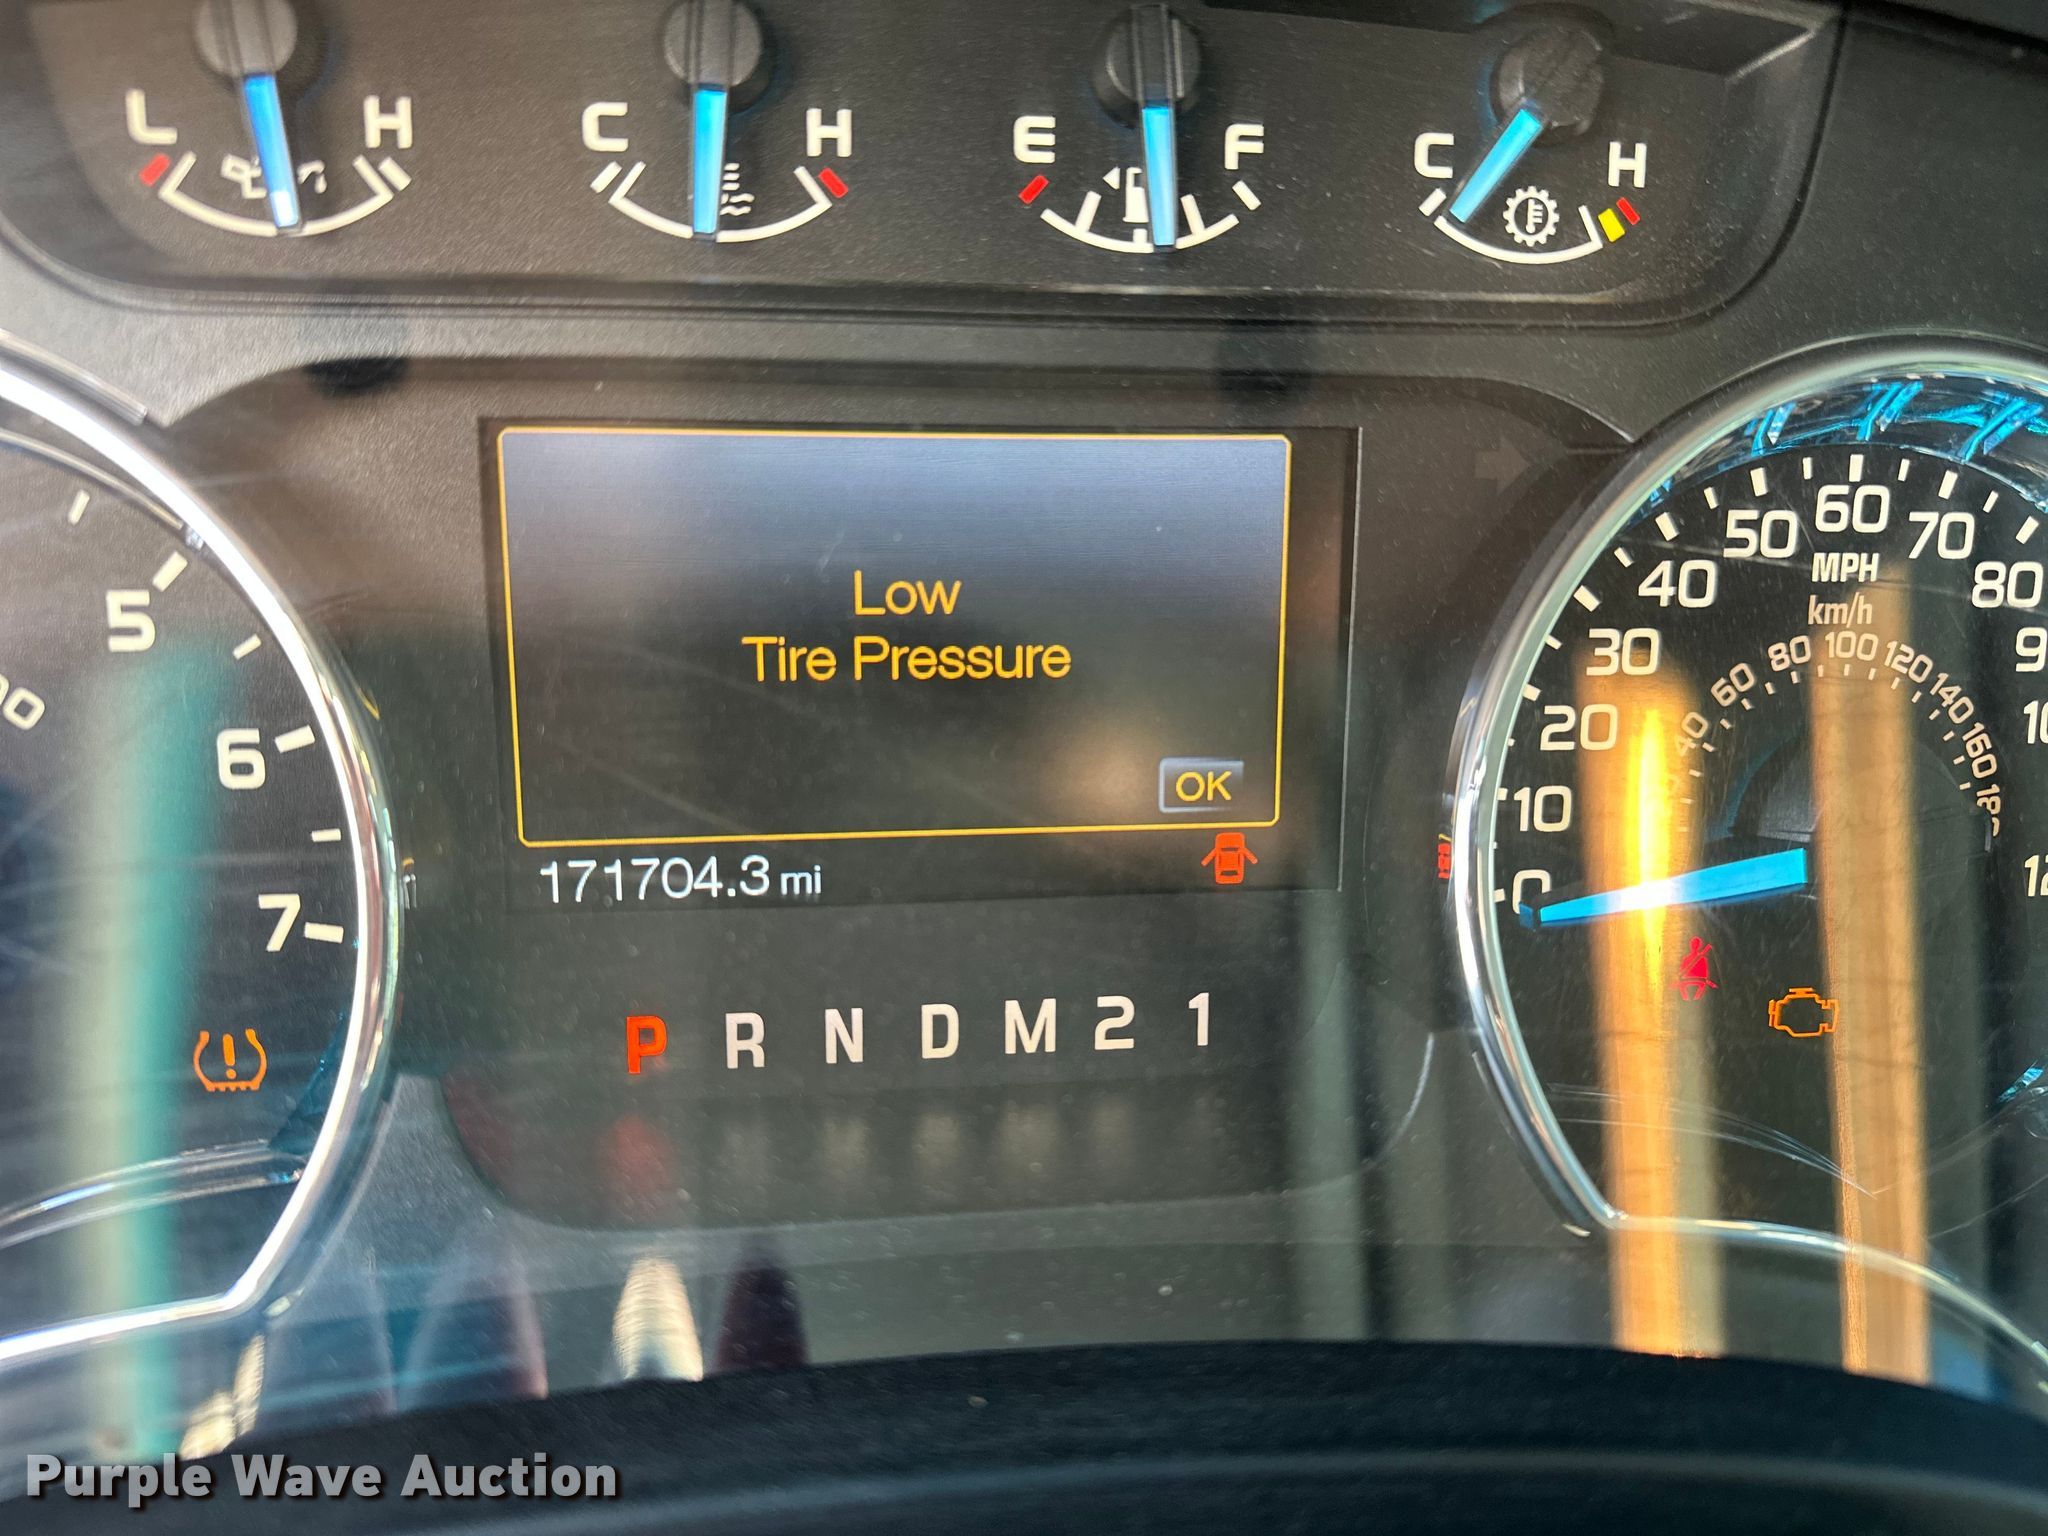 L H C H E F C H
Low
Tire Pressure
OK
171704.3 mi
P R N D M 2 1
5
6
7
0
10
20
30
40
50
60
70
80
MPH
km/h
40
60
80
100
120
140
160
Purple Wave Auction